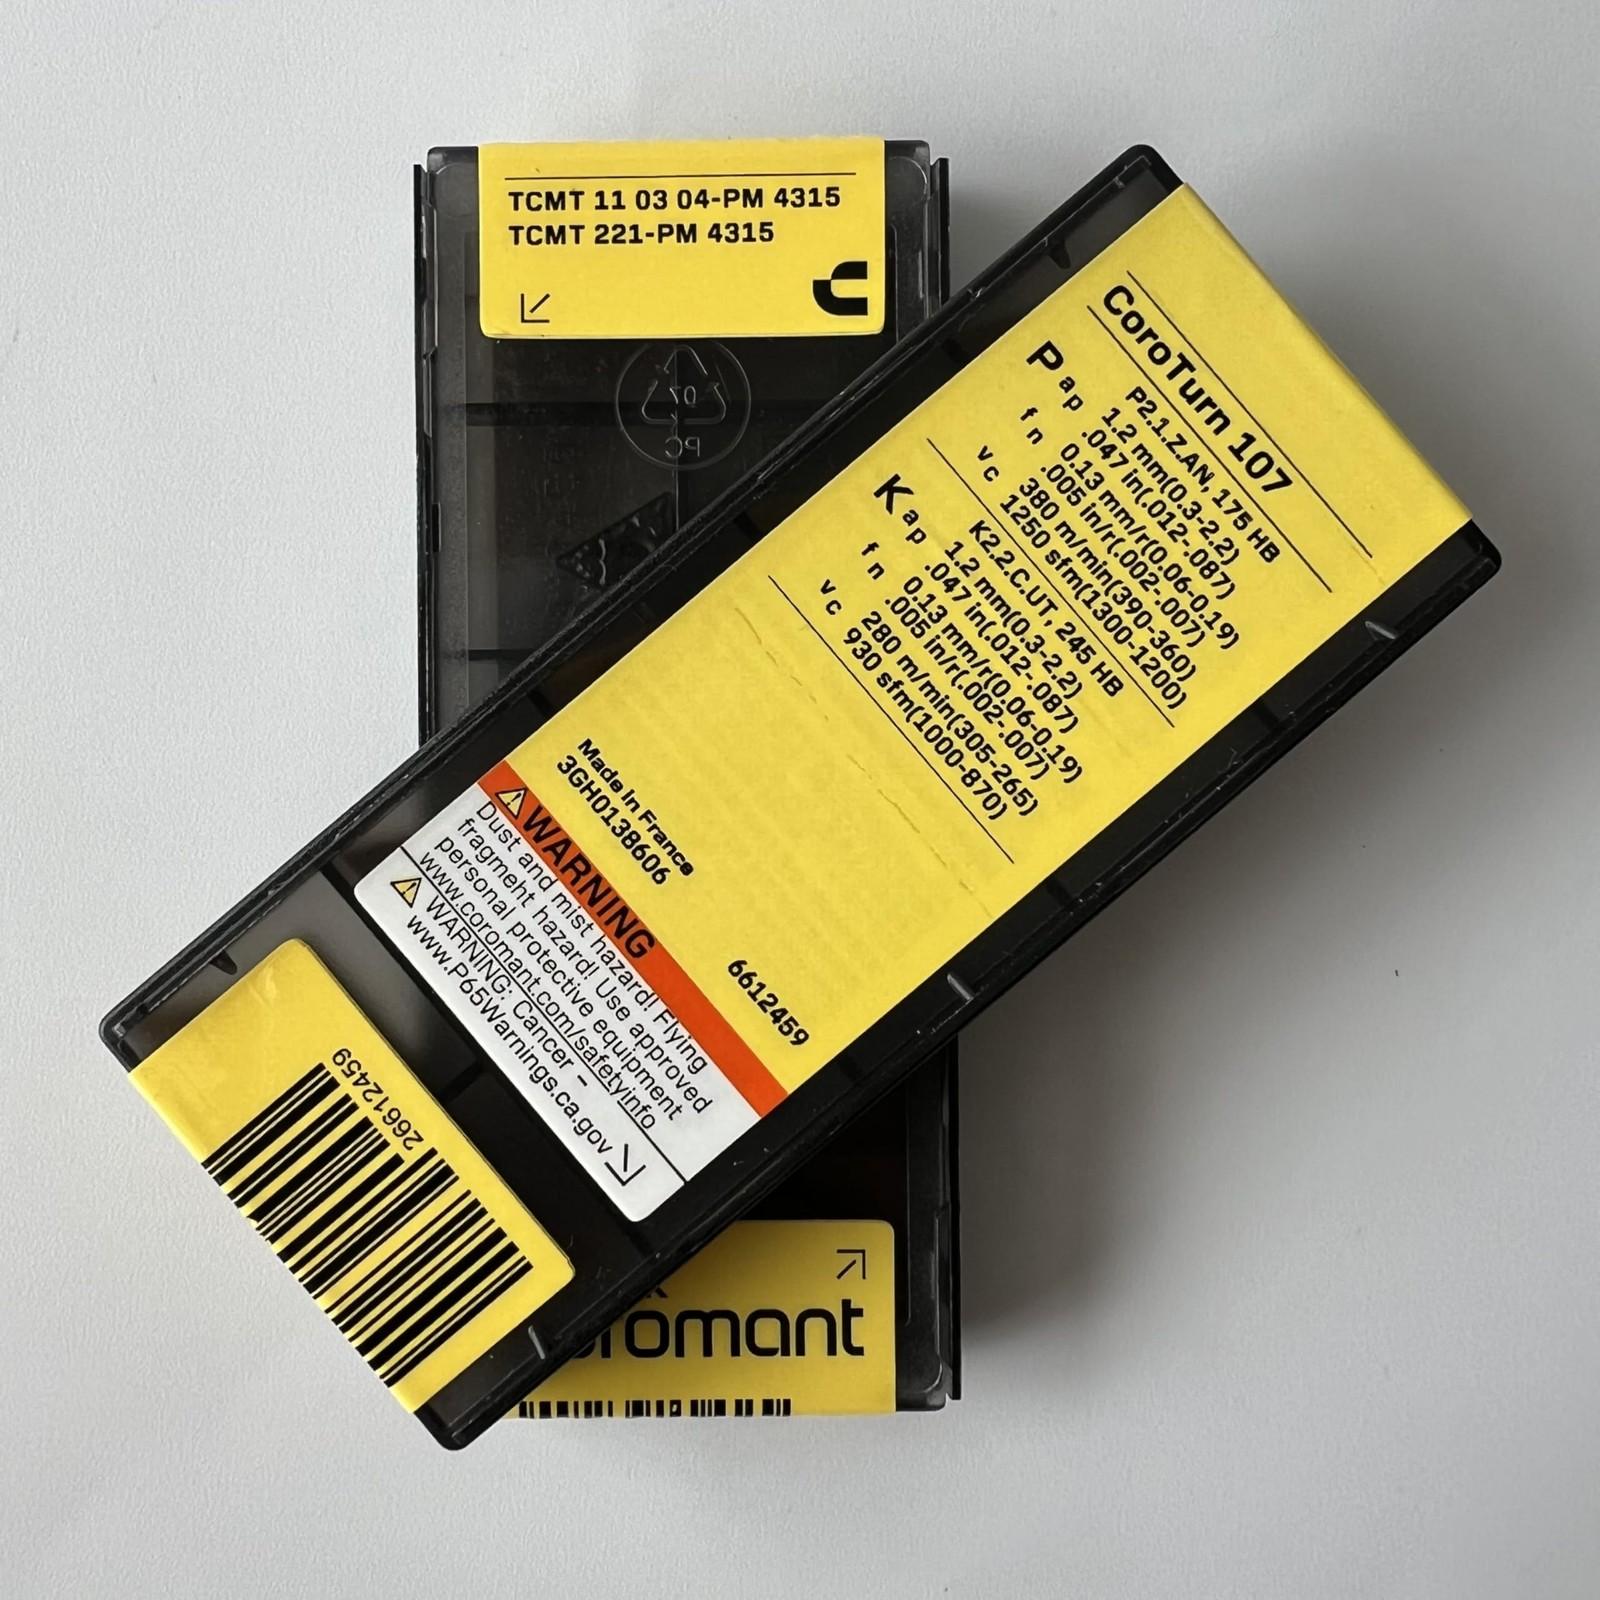 TCMT 11 03 04-PM 4315
TCMT 221-PM 4315
07
PC
CoroTurn 107
P2.1.Z.AN, 175 HB
P ap 1.2 mm(0.3-2.2)
.047 in(.012-.087)
fn 0.13 mm/r(0.06-0.19)
.005 in/r(.002-.007)
vc 380 m/min(390-360)
1250 sfm(1300-1200)
K2.2.C.UT, 245 HB
K ap 1.2 mm(0.3-2.2)
.047 in(.012-.087)
fn 0.13 mm/r(0.06-0.19)
.005 in/r(.002-.007)
vc 280 m/min(305-265)
930 sfm(1000-870)
Made in France
3GH0138606
6612459
WARNING
Dust and mist hazard! Flying
fragmeht hazard! Use approved
personal protective equipment
www.coromant.com/safetyinfo
WARNING: Cancer -
www.P65Warnings.ca.gov
26612459
oromant